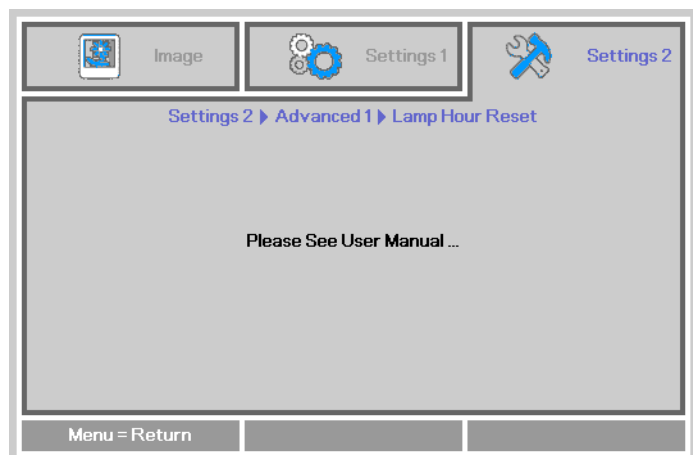 Image
Settings 1
Settings 2
Settings 2 ▶ Advanced 1 ▶ Lamp Hour Reset
Please See User Manual ...
Menu = Return